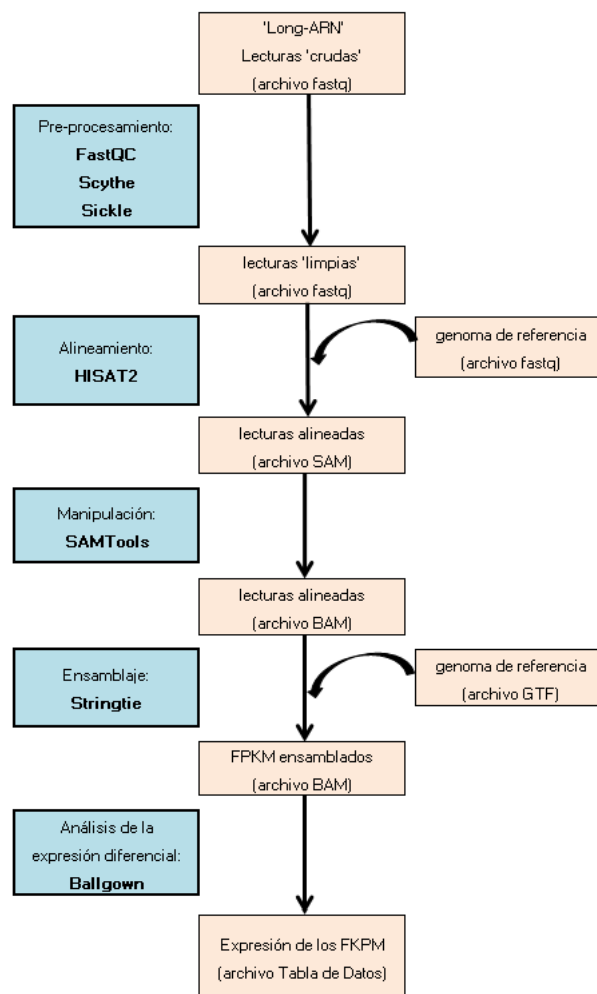 'Long-ARN'
Lecturas 'crudas'
(archivo fastq)
Pre-procesamiento:
FastQC
Scythe
Sickle
lecturas 'limpias'
(archivo fastq)
Alineamiento:
HISAT2
genoma de referencia
(archivo fastq)
lecturas alineadas
(archivo SAM)
Manipulación:
SAMTools
lecturas alineadas
(archivo BAM)
Ensamblaje:
Stringtie
genoma de referencia
(archivo GTF)
FPKM ensamblados
(archivo BAM)
Análisis de la
expresión diferencial:
Ballgown
Expresión de los FKPM
(archivo Tabla de Datos)